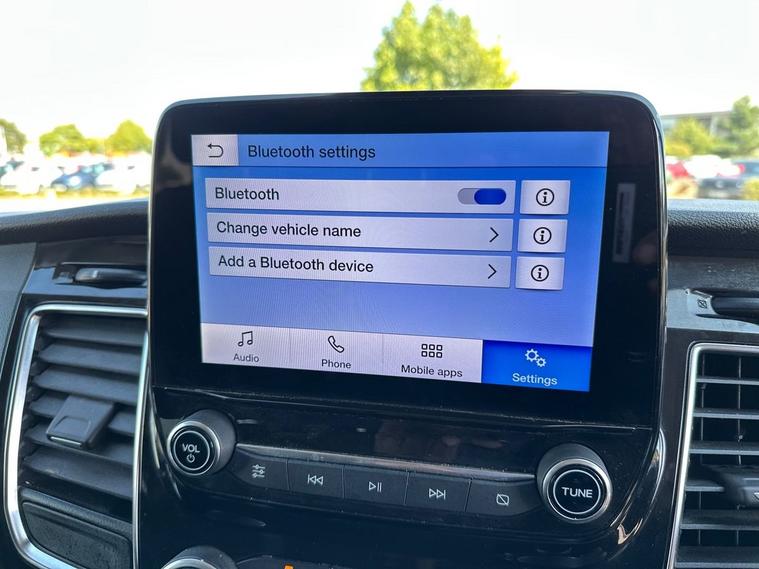 Bluetooth settings
Bluetooth
Change vehicle name
Add a Bluetooth device
Audio
Phone
Mobile apps
Settings
VOL
TUNE